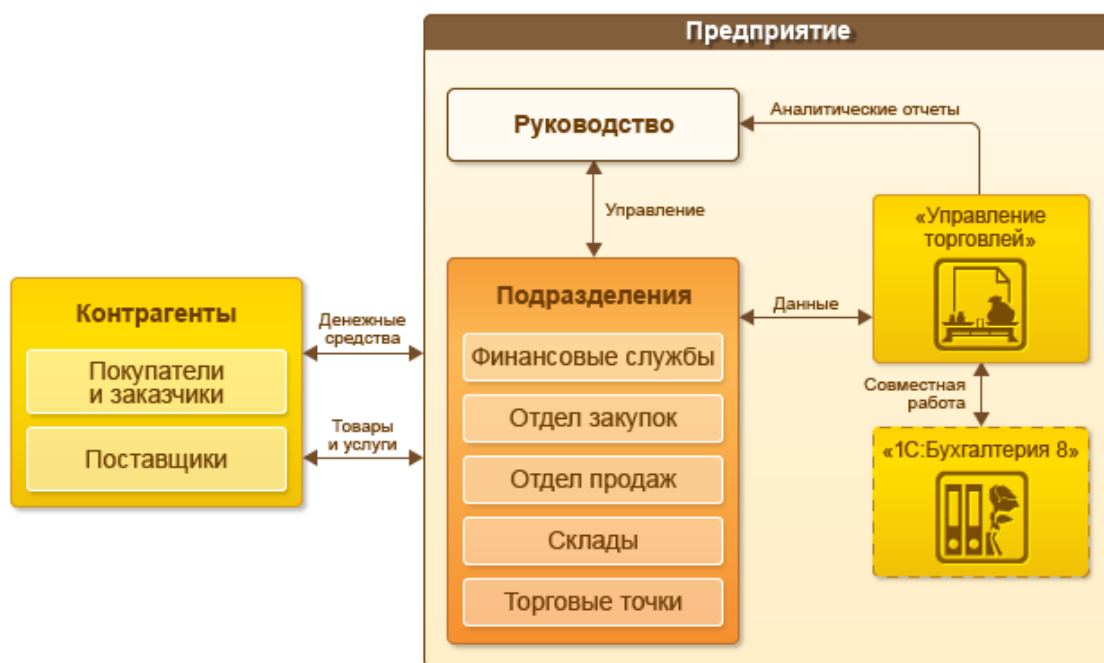 Предприятие
Руководство
Аналитические отчеты
Управление
«Управление
торговлей»
Контрагенты
Покупатели
и заказчики
Поставщики
Денежные
средства
Товары
и услуги
Подразделения
Финансовые службы
Отдел закупок
Отдел продаж
Склады
Торговые точки
Данные
Совместная
работа
«1С:Бухгалтерия 8»